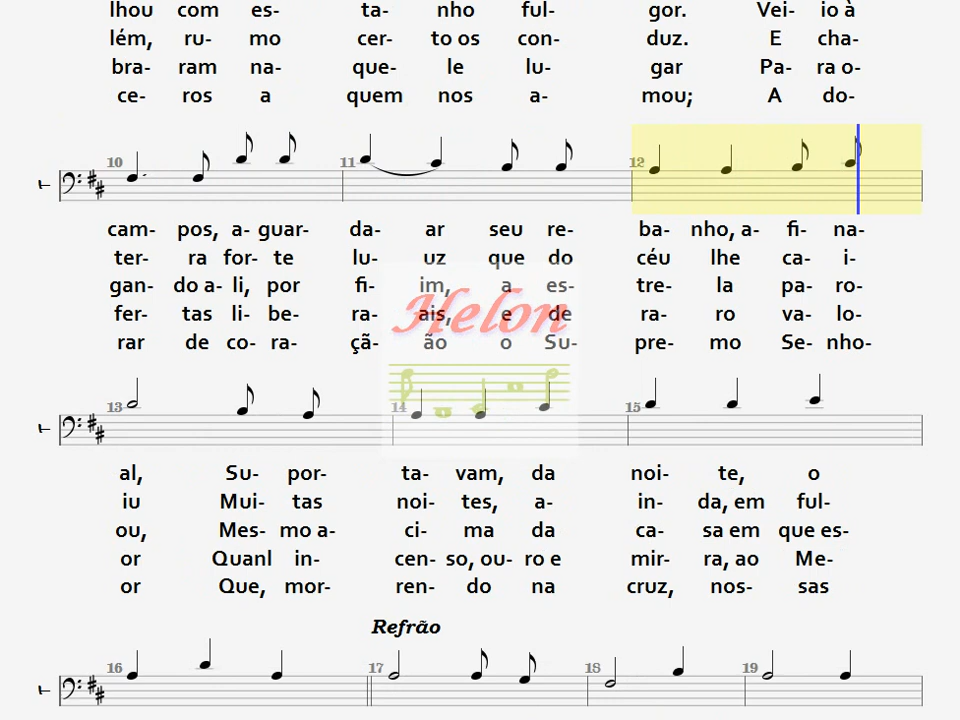 lhou com es- ta- nho ful- gor. Vei- io à
lém, ru- mo cer- to os con- duz. E cha-
bra- ram na- que- le lu- gar Pa- ra o-
ce- ros a quem nos a- mou; A do-
10 11 12
T
cam- pos, a- guar- da- ar seu re- ba- nho, a- fi- na-
ter- ra for- te lu- uz que do céu lhe ca- i-
gan- do a- li, por fi- im, a es- tre- la pa- ro-
fer- tas li- be- ra- ais, e de ra- ro va- lo-
rar de co- ra- çã- ão o Su- pre- mo Se- nho-
Helon
13 14 15
T
al, Su- por- ta- vam, da noi- te, o
iu Mui- tas noi- tes, a- in- da, em ful-
ou, Mes- mo a- ci- ma da ca- sa em que es-
or Quanl in- cen- so, ou- ro e mir- ra, ao Me-
or Que, mor- ren- do na cruz, nos- sas
Refrão
16 17 18 19
T